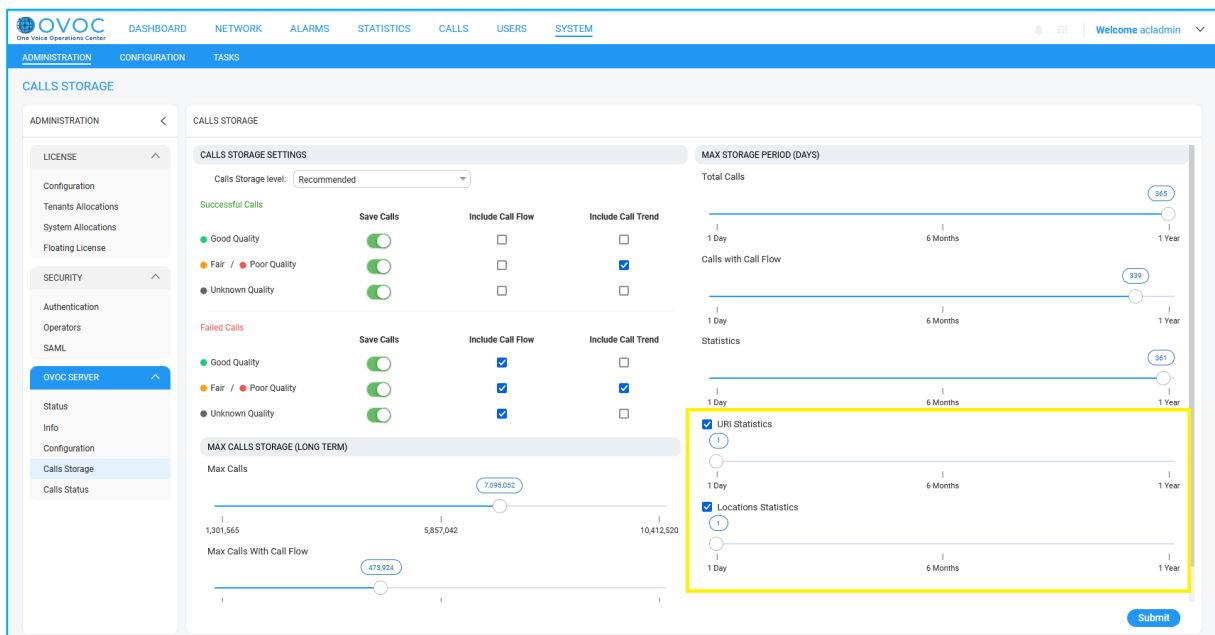 OVOC
One Voice Operations Center
DASHBOARD NETWORK ALARMS STATISTICS CALLS USERS SYSTEM
Welcome acladmin
ADMINISTRATION CONFIGURATION TASKS
CALLS STORAGE
ADMINISTRATION
LICENSE
Configuration
Tenants Allocations
System Allocations
Floating License
SECURITY
Authentication
Operators
SAML
OVOC SERVER
Status
Info
Configuration
Calls Storage
Calls Status
CALLS STORAGE
CALLS STORAGE SETTINGS
Calls Storage level: Recommended
Successful Calls
Save Calls Include Call Flow Include Call Trend
Good Quality
Fair / Poor Quality
Unknown Quality
Failed Calls
Save Calls Include Call Flow Include Call Trend
Good Quality
Fair / Poor Quality
Unknown Quality
MAX CALLS STORAGE (LONG TERM)
Max Calls
7,095,052
1,301,565 5,857,042 10,412,520
Max Calls With Call Flow
473,924
MAX STORAGE PERIOD (DAYS)
Total Calls
365
1 Day 6 Months 1 Year
Calls with Call Flow
339
1 Day 6 Months 1 Year
Statistics
361
1 Day 6 Months 1 Year
URI Statistics
1
1 Day 6 Months 1 Year
Locations Statistics
1
1 Day 6 Months 1 Year
Submit